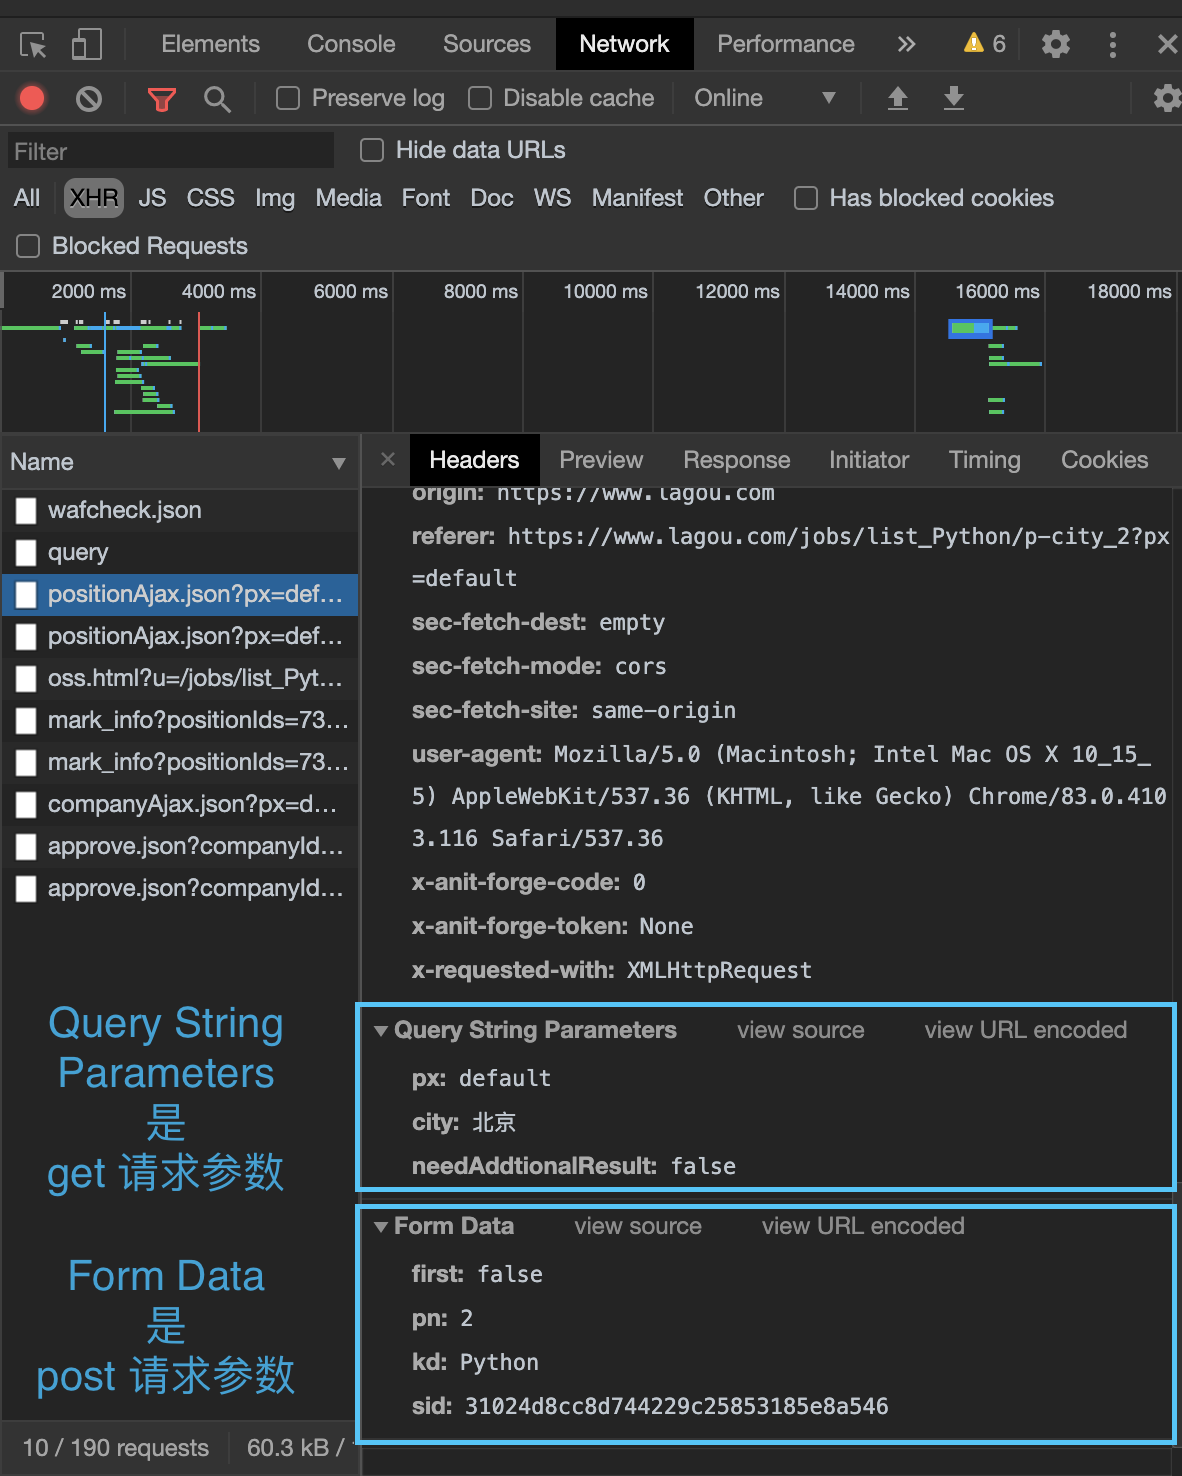 Elements Console Sources Network Performance » 6
Preserve log Disable cache Online
Filter Hide data URLs
All XHR JS CSS Img Media Font Doc WS Manifest Other Has blocked cookies
Blocked Requests
2000 ms 4000 ms 6000 ms 8000 ms 10000 ms 12000 ms 14000 ms 16000 ms 18000 ms
Name
wafcheck.json
query
positionAjax.json?px=def...
positionAjax.json?px=def...
oss.html?u=/jobs/list_Pyt...
mark_info?positionIds=73...
mark_info?positionIds=73...
companyAjax.json?px=d...
approve.json?companyId...
approve.json?companyId...
Query String
Parameters
是
get 请求参数
Form Data
是
post 请求参数
10 / 190 requests 60.3 kB /
Headers Preview Response Initiator Timing Cookies
origin: https://www.lagou.com
referer: https://www.lagou.com/jobs/list_Python/p-city_2?px
=default
sec-fetch-dest: empty
sec-fetch-mode: cors
sec-fetch-site: same-origin
user-agent: Mozilla/5.0 (Macintosh; Intel Mac OS X 10_15_
5) AppleWebKit/537.36 (KHTML, like Gecko) Chrome/83.0.410
3.116 Safari/537.36
x-anit-forge-code: 0
x-anit-forge-token: None
x-requested-with: XMLHttpRequest
Query String Parameters view source view URL encoded
px: default
city: 北京
needAddtionalResult: false
Form Data view source view URL encoded
first: false
pn: 2
kd: Python
sid: 31024d8cc8d744229c25853185e8a546